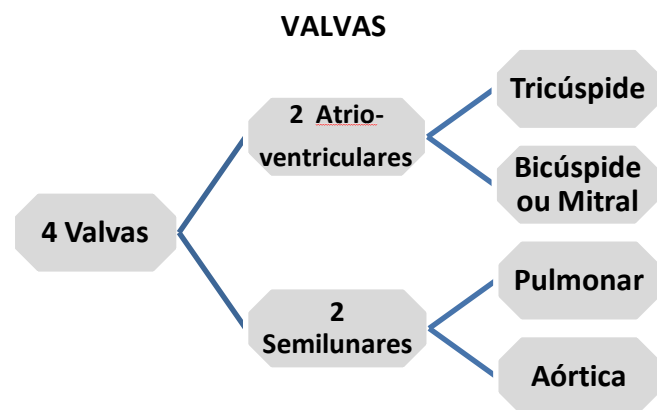 VALVAS
4 Valvas
2 Atrio-
ventriculares
Tricúspide
Bicúspide
ou Mitral
2
Semilunares
Pulmonar
Aórtica